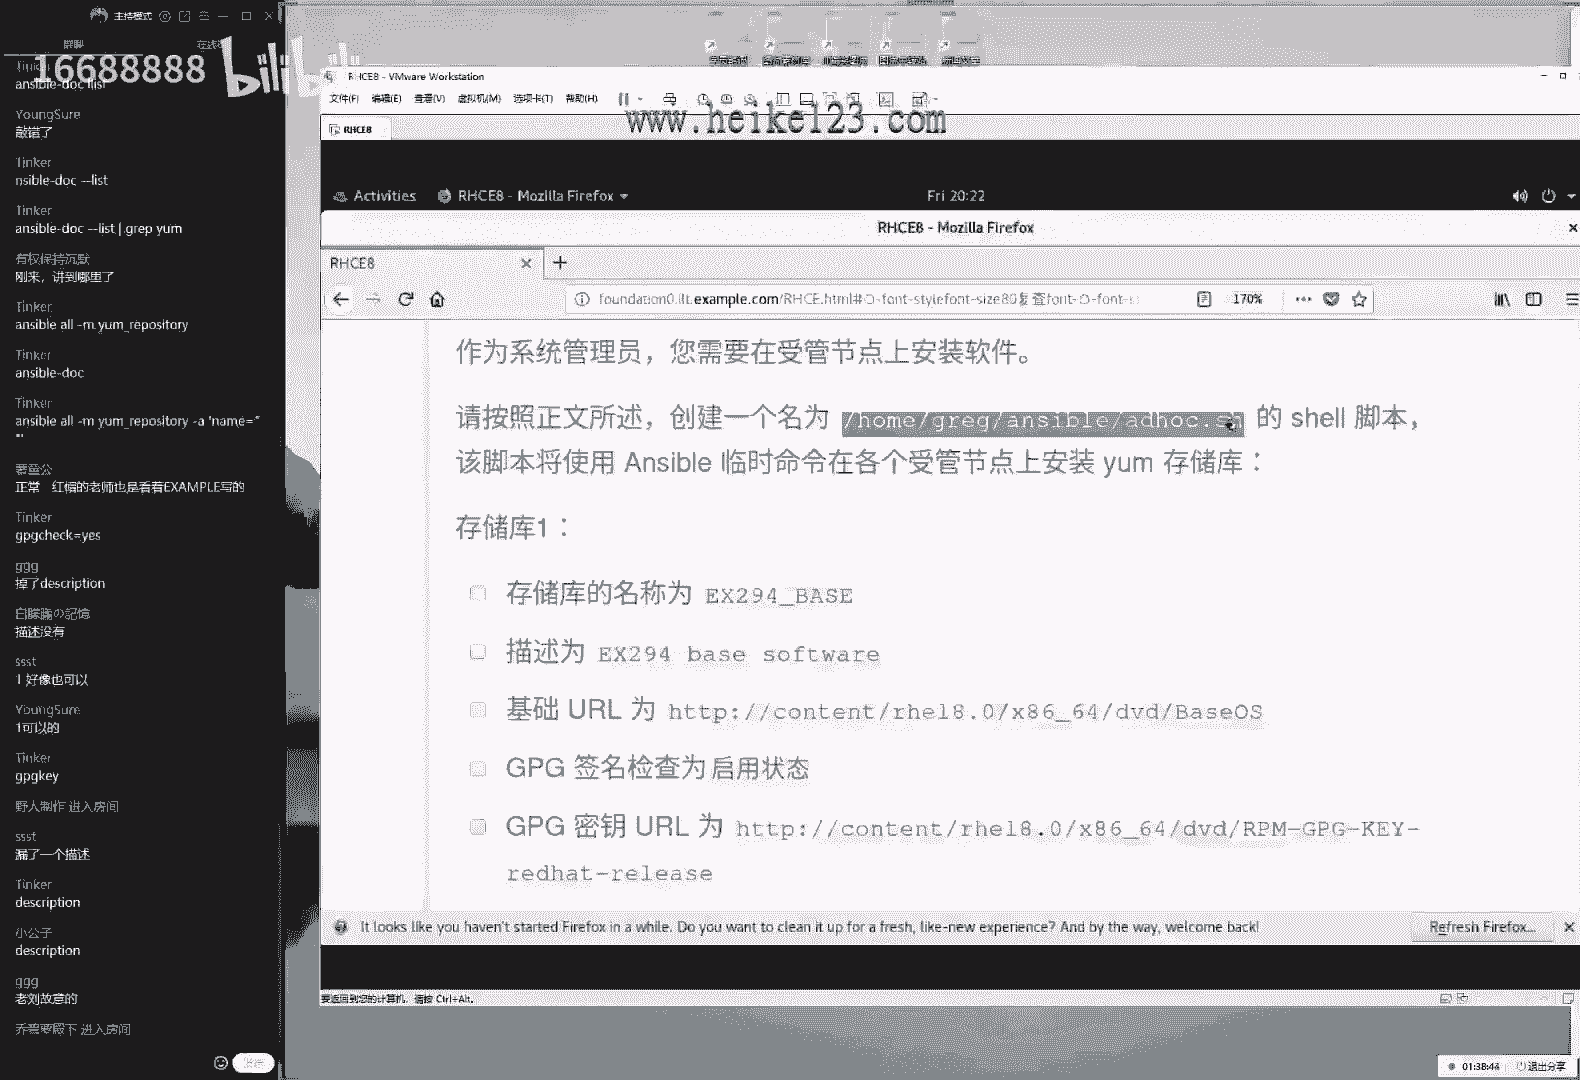 主持模式
群聊
16688888
bilibili
ansible-doc list
YoungSure
敲错了
Tinker
nsible-doc --list
Tinker
ansible-doc --list |.grep yum
有权保持沉默
刚来，讲到哪里了
Tinker
ansible all -m yum_repository
Tinker
ansible-doc
Tinker
ansible all -m yum_repository -a 'name=""'
正常 红帽的老师也是看着EXAMPLE写的
Tinker
gpgcheck=yes
ggg
掉了description
白朦朧の記憶
描述没有
ssst
1 好像也可以
YoungSure
1可以的
Tinker
gpgkey
野人制作 进入房间
ssst
漏了一个描述
Tinker
description
小公子
description
ggg
老刘故意的
进入房间
RHCE8 - VMware Workstation
文件(F) 编辑(E) 查看(V) 虚拟机(M) 选项卡(T) 帮助(H)
www.heike123.com
RHCE8
Activities RHCE8 - Mozilla Firefox Fri 20:22
RHCE8 - Mozilla Firefox
RHCE8
foundation0.ilt.example.com/RHCE.html# 170%
作为系统管理员，您需要在受管节点上安装软件。
请按照正文所述，创建一个名为 /home/greg/ansible/adhoc.sh 的 shell 脚本，
该脚本将使用 Ansible 临时命令在各个受管节点上安装 yum 存储库：
存储库1：
存储库的名称为 EX294_BASE
描述为 EX294 base software
基础 URL 为 http://content/rhel8.0/x86_64/dvd/BaseOS
GPG 签名检查为启用状态
GPG 密钥 URL 为 http://content/rhel8.0/x86_64/dvd/RPM-GPG-KEY-
redhat-release
It looks like you haven't started Firefox in a while. Do you want to clean it up for a fresh, like-new experience? And by the way, welcome back! Refresh Firefox...
要返回到您的计算机，请按 Ctrl+Alt。
01:38:44 退出分享